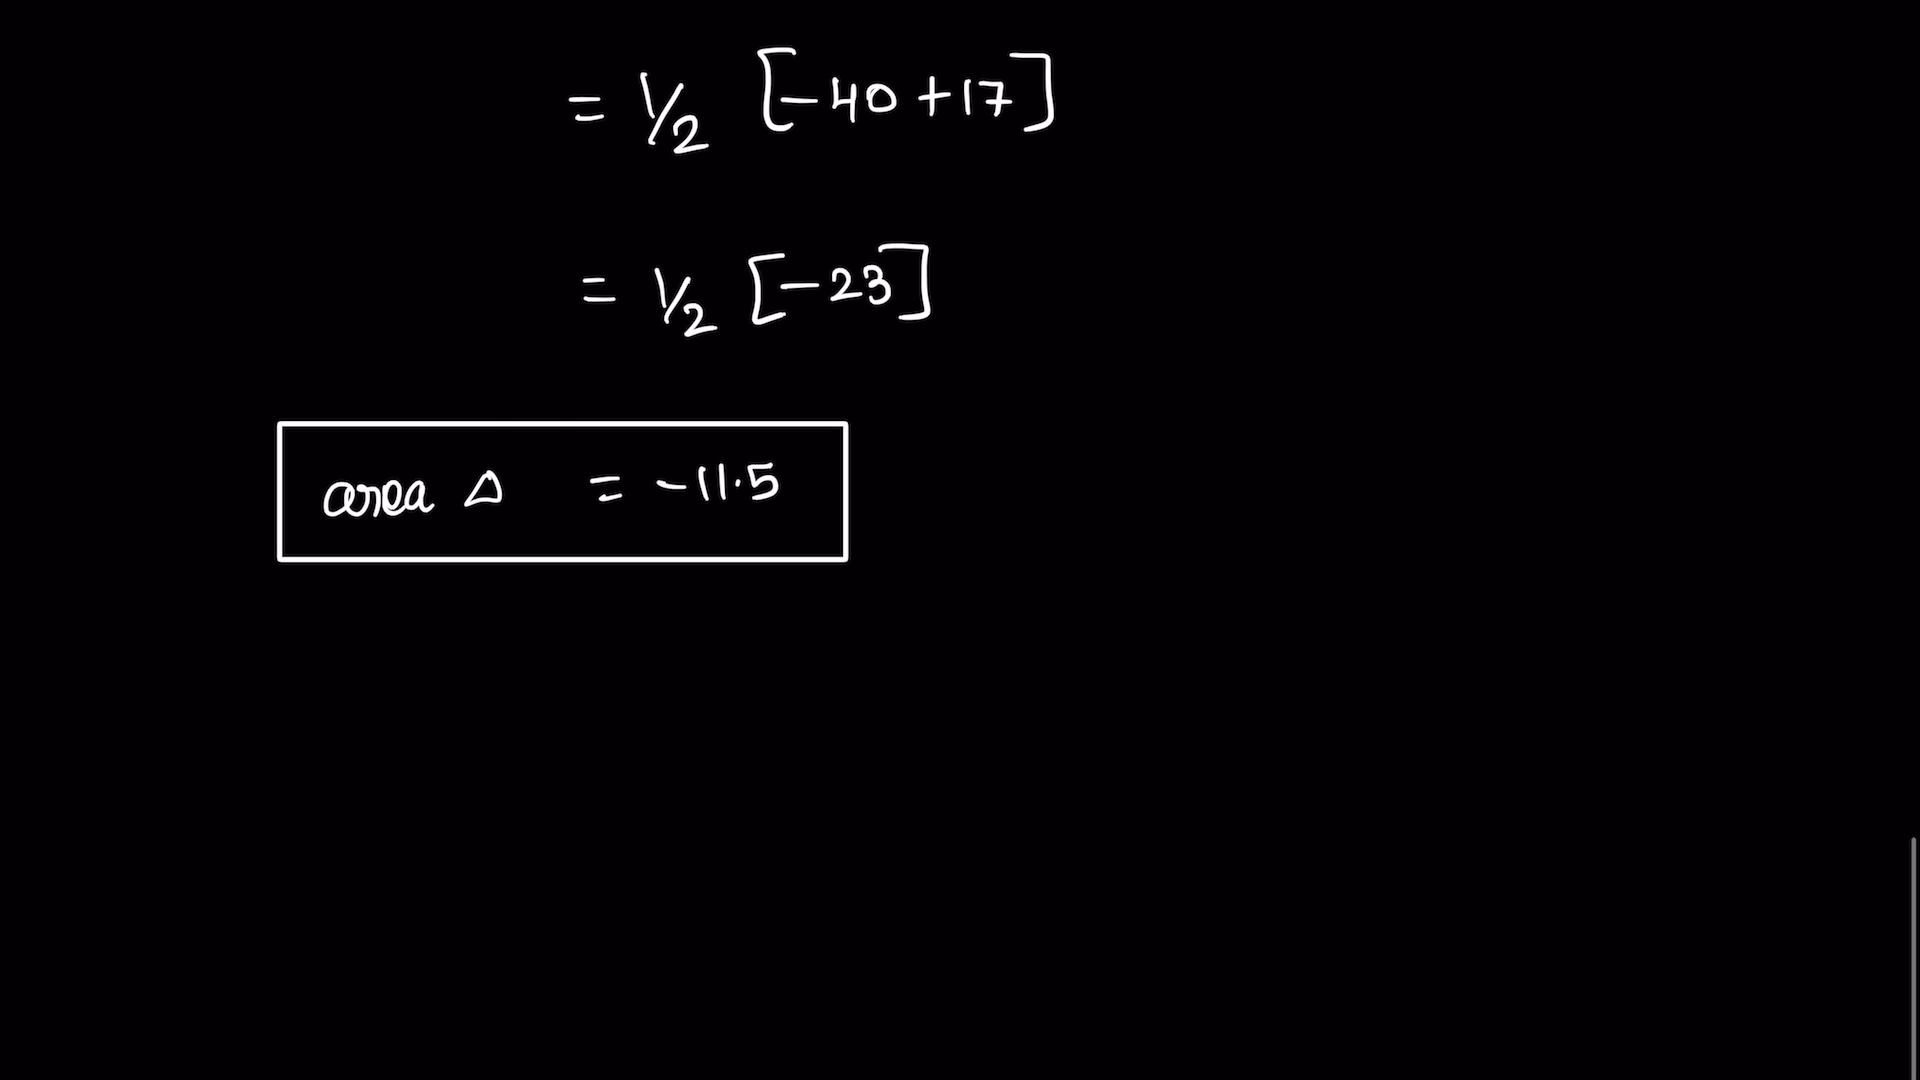 = 1/2 [-40 +17]
= 1/2 [-23]
area Δ = -11.5